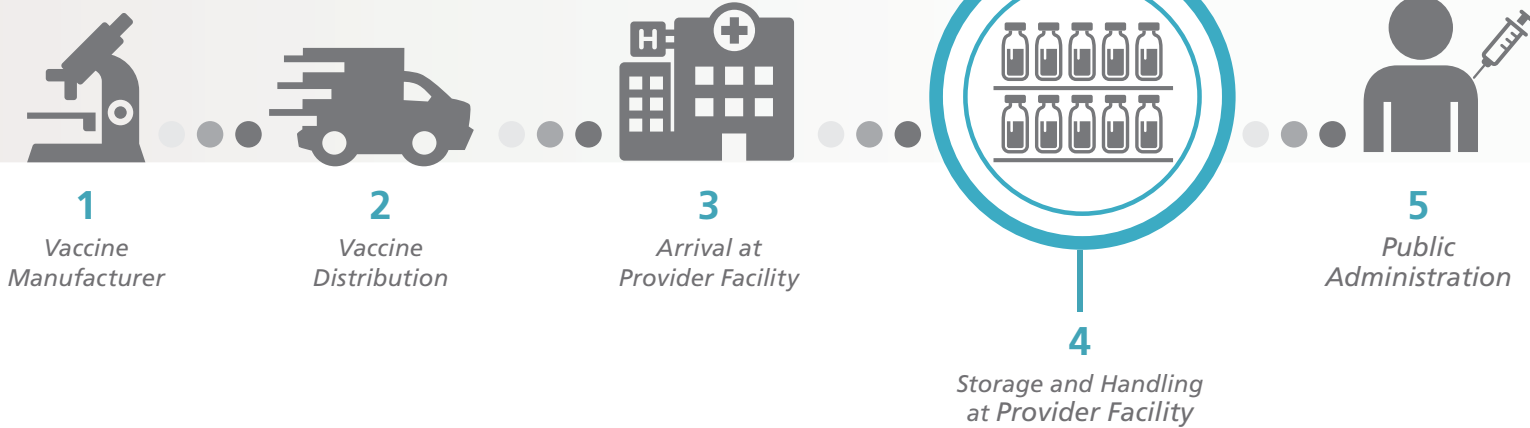 H
1
Vaccine
Manufacturer
2
Vaccine
Distribution
3
Arrival at
Provider Facility
4
Storage and Handling
at Provider Facility
5
Public
Administration